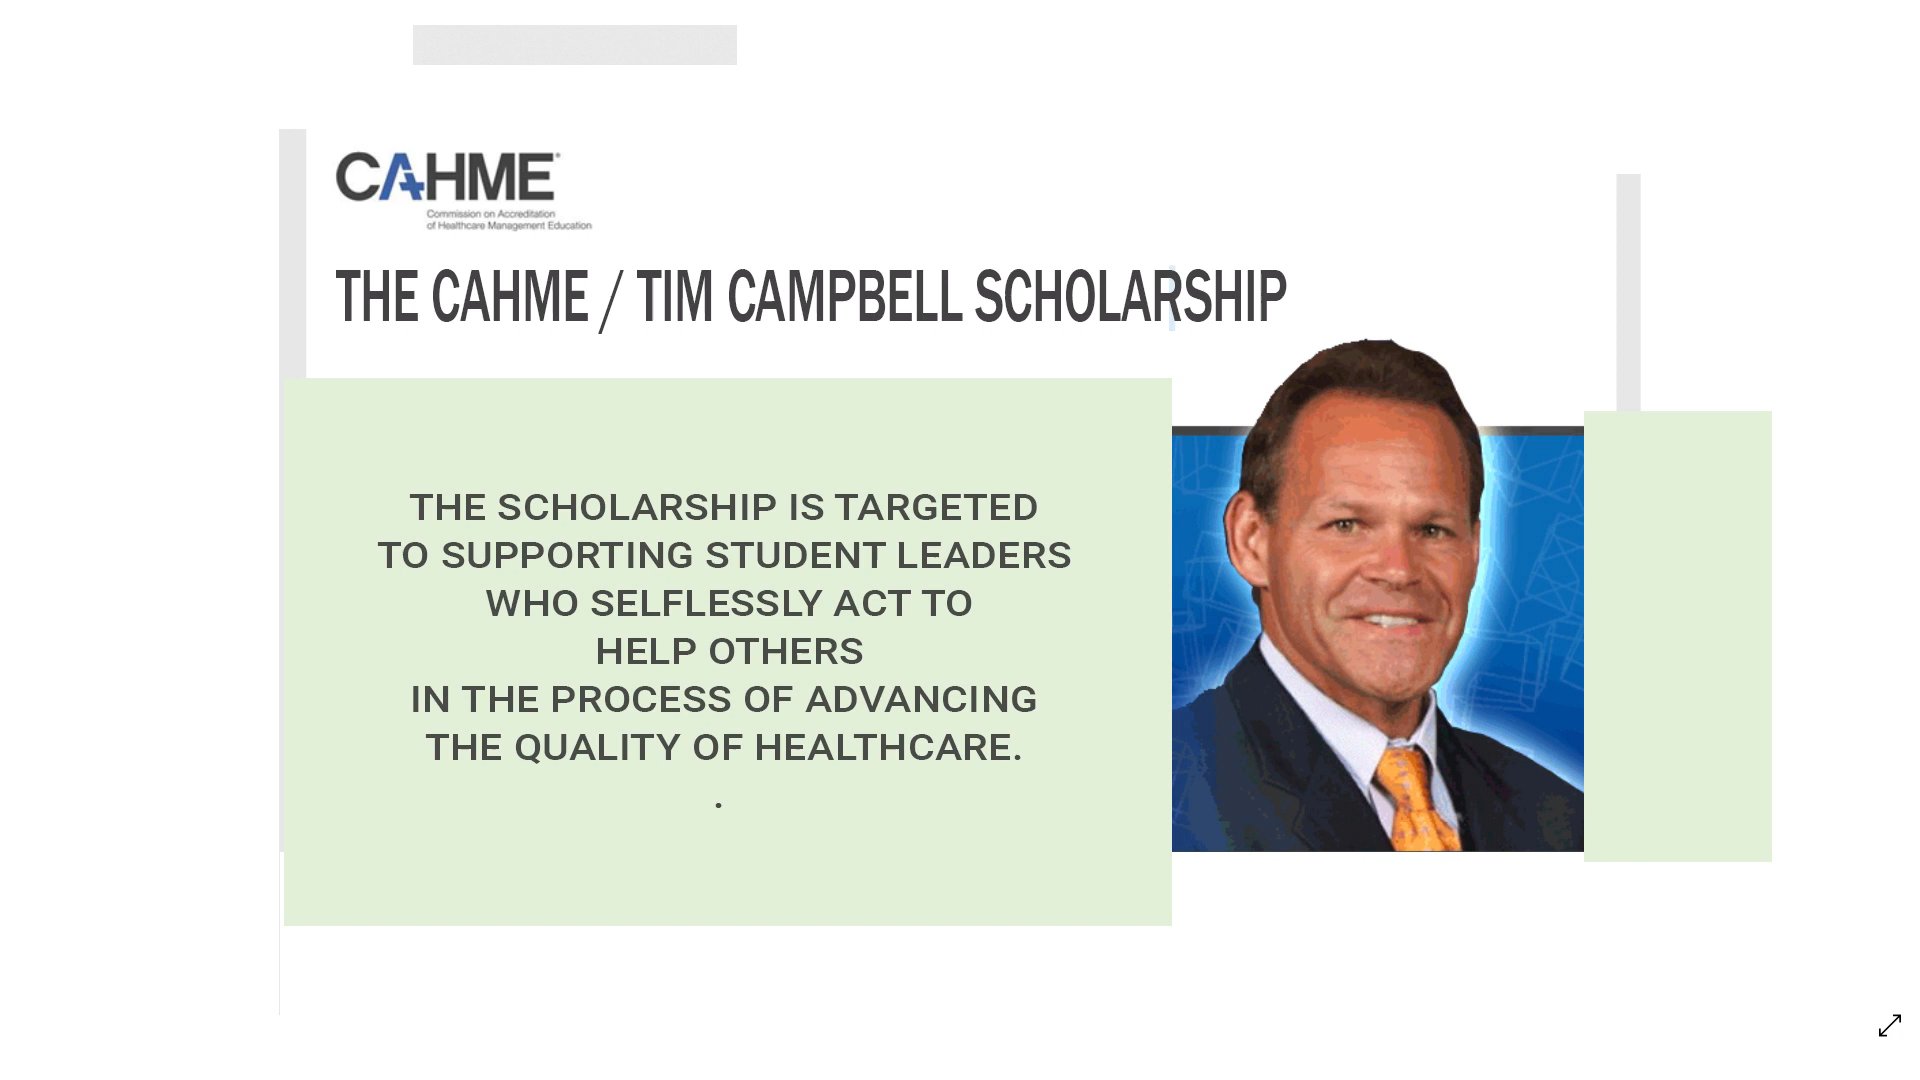 CAHME®
Commission on Accreditation
of Healthcare Management Education
THE CAHME / TIM CAMPBELL SCHOLARSHIP
THE SCHOLARSHIP IS TARGETED
TO SUPPORTING STUDENT LEADERS
WHO SELFLESSLY ACT TO
HELP OTHERS
IN THE PROCESS OF ADVANCING
THE QUALITY OF HEALTHCARE.
.